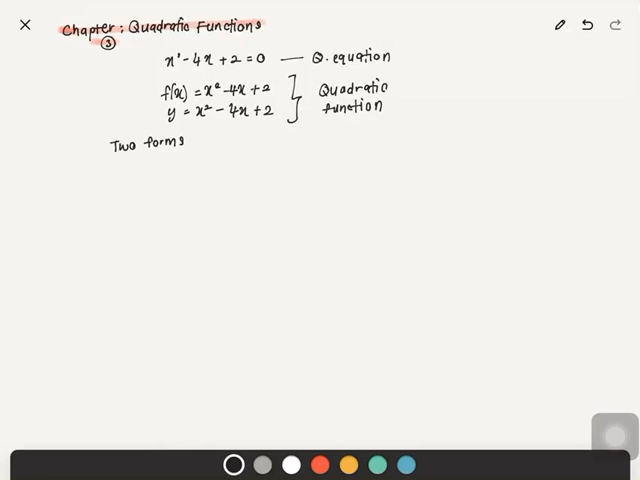 Chapter : Quadratic Functions
③
x² - 4x + 2 = 0 — Q. equation
f(x) = x² - 4x + 2 } Quadratic
y = x² - 4x + 2 } function
Two forms